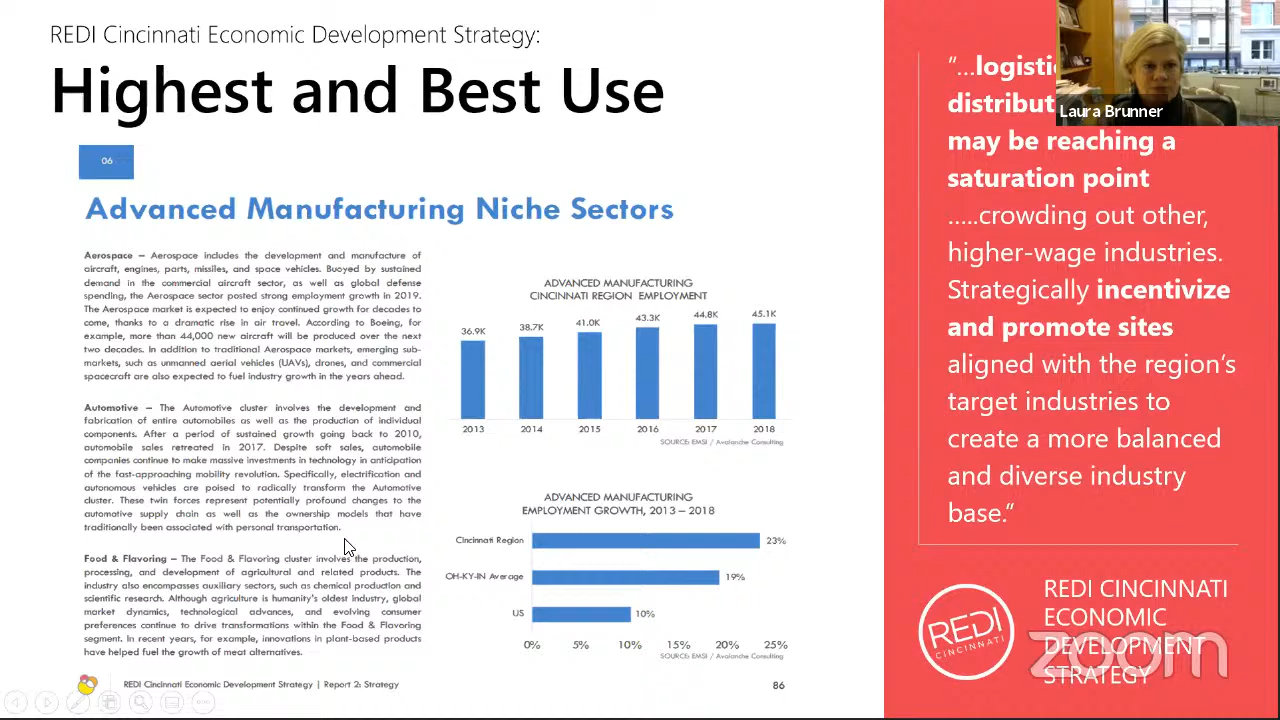 REDI Cincinnati Economic Development Strategy:
Highest and Best Use
06
Advanced Manufacturing Niche Sectors
Aerospace – Aerospace includes the development and manufacture of
aircraft, engines, parts, missiles, and space vehicles. Buoyed by sustained
demand in the commercial aircraft sector, as well as global defense
spending, the Aerospace sector posted strong employment growth in 2019.
The Aerospace market is expected to enjoy continued growth for decades to
come, thanks to a dramatic rise in air travel. According to Boeing, for
example, more than 44,000 new aircraft will be produced over the next
two decades. In addition to traditional Aerospace markets, emerging sub-
markets, such as unmanned aerial vehicles (UAVs), drones, and commercial
spacecraft are also expected to fuel industry growth in the years ahead.
Automotive – The Automotive cluster involves the development and
fabrication of entire automobiles as well as the production of individual
components. After a period of sustained growth going back to 2010,
automobile sales retreated in 2017. Despite soft sales, automobile
companies continue to make massive investments in technology in anticipation
of the fast-approaching mobility revolution. Specifically, electrification and
autonomous vehicles are poised to radically transform the Automotive
cluster. These twin forces represent potentially profound changes to the
automotive supply chain as well as the ownership models that have
traditionally been associated with personal transportation.
Food & Flavoring – The Food & Flavoring cluster involves the production,
processing, and development of agricultural and related products. The
industry also encompasses auxiliary sectors, such as chemical production and
scientific research. Although agriculture is humanity's oldest industry, global
market dynamics, technological advances, and evolving consumer
preferences continue to drive transformations within the Food & Flavoring
segment. In recent years, for example, innovations in plant-based products
have helped fuel the growth of meat alternatives.
ADVANCED MANUFACTURING
CINCINNATI REGION EMPLOYMENT
36.9K 38.7K 41.0K 43.3K 44.8K 45.1K
2013 2014 2015 2016 2017 2018
SOURCE: EMSI / Avalanche Consulting
ADVANCED MANUFACTURING
EMPLOYMENT GROWTH, 2013 – 2018
Cincinnati Region 23%
OH-KY-IN Average 19%
US 10%
0% 5% 10% 15% 20% 25%
SOURCE: EMSI / Avalanche Consulting
REDI Cincinnati Economic Development Strategy | Report 2: Strategy
86
Laura Brunner
"…logisti
distribut
may be reaching a
saturation point
…..crowding out other,
higher-wage industries.
Strategically incentivize
and promote sites
aligned with the region's
target industries to
create a more balanced
and diverse industry
base."
REDI
CINCINNATI
REDI CINCINNATI
ECONOMIC
DEVELOPMENT
STRATEGY
zoom